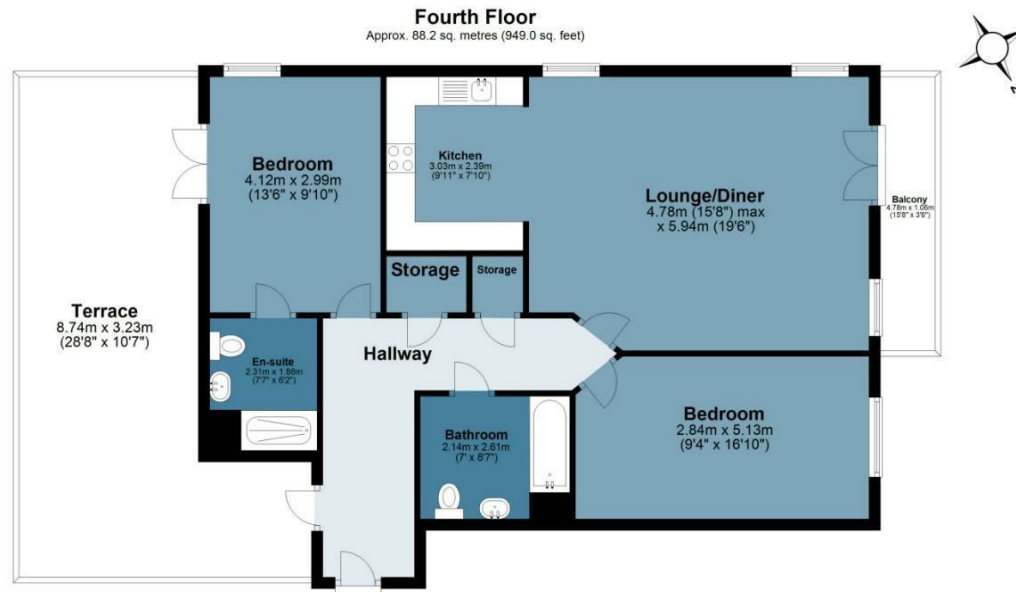 Fourth Floor
Approx. 88.2 sq. metres (949.0 sq. feet)
Bedroom
4.12m x 2.99m
(13'6" x 9'10")
Kitchen
3.03m x 2.39m
(9'11" x 7'10")
Lounge/Diner
4.78m (15'8") max
x 5.94m (19'6")
Balcony
4.78m x 1.06m
(15'8" x 3'6")
Storage
Storage
Terrace
8.74m x 3.23m
(28'8" x 10'7")
Hallway
En-suite
2.31m x 1.88m
(7'7" x 6'2")
Bathroom
2.14m x 2.61m
(7' x 8'7")
Bedroom
2.84m x 5.13m
(9'4" x 16'10")